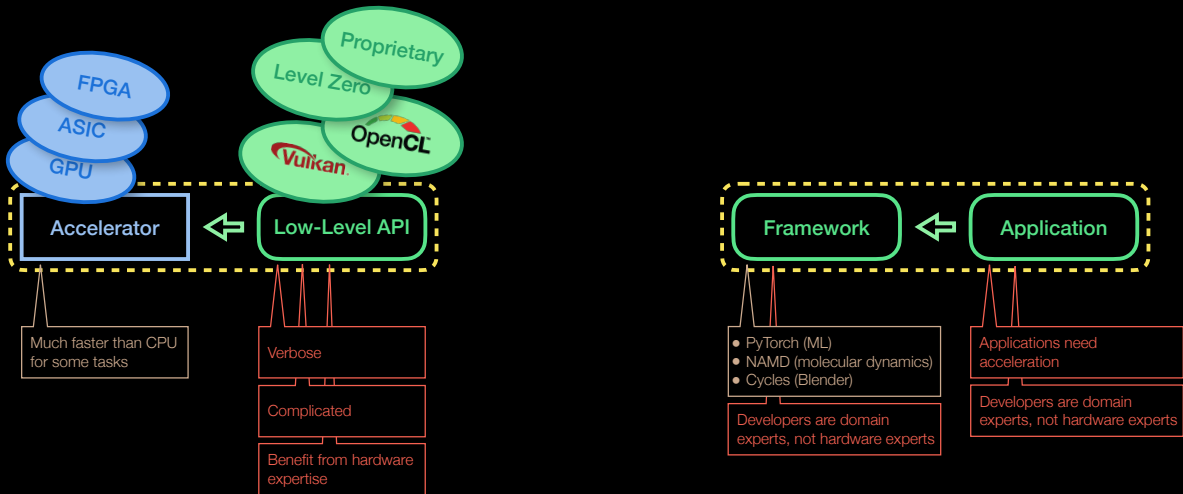 Proprietary
Level Zero
OpenCL™
Vulkan.
FPGA
ASIC
GPU
Accelerator
Low-Level API
Framework
Application
Much faster than CPU
for some tasks
Verbose
Complicated
Benefit from hardware
expertise
• PyTorch (ML)
• NAMD (molecular dynamics)
• Cycles (Blender)
Developers are domain
experts, not hardware experts
Applications need
acceleration
Developers are domain
experts, not hardware experts